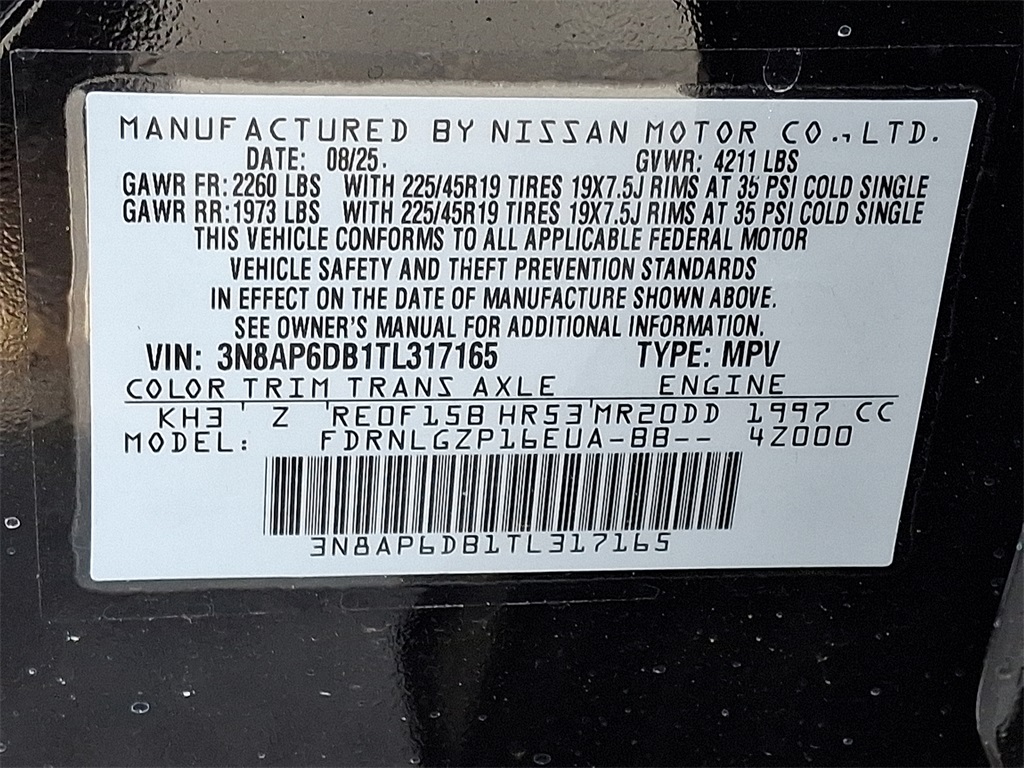 MANUFACTURED BY NISSAN MOTOR CO., LTD.
DATE: 08/25. GVWR: 4211 LBS
GAWR FR: 2260 LBS WITH 225/45R19 TIRES 19X7.5J RIMS AT 35 PSI COLD SINGLE
GAWR RR: 1973 LBS WITH 225/45R19 TIRES 19X7.5J RIMS AT 35 PSI COLD SINGLE
THIS VEHICLE CONFORMS TO ALL APPLICABLE FEDERAL MOTOR
VEHICLE SAFETY AND THEFT PREVENTION STANDARDS
IN EFFECT ON THE DATE OF MANUFACTURE SHOWN ABOVE.
SEE OWNER'S MANUAL FOR ADDITIONAL INFORMATION.
VIN: 3N8AP6DB1TL317165 TYPE: MPV
COLOR TRIM TRANS AXLE ENGINE
KH3 Z RE0F15B HR53 MR20DD 1997 CC
MODEL: FDRNLGZP16EUA-BB-- 4Z000
3N8AP6DB1TL317165